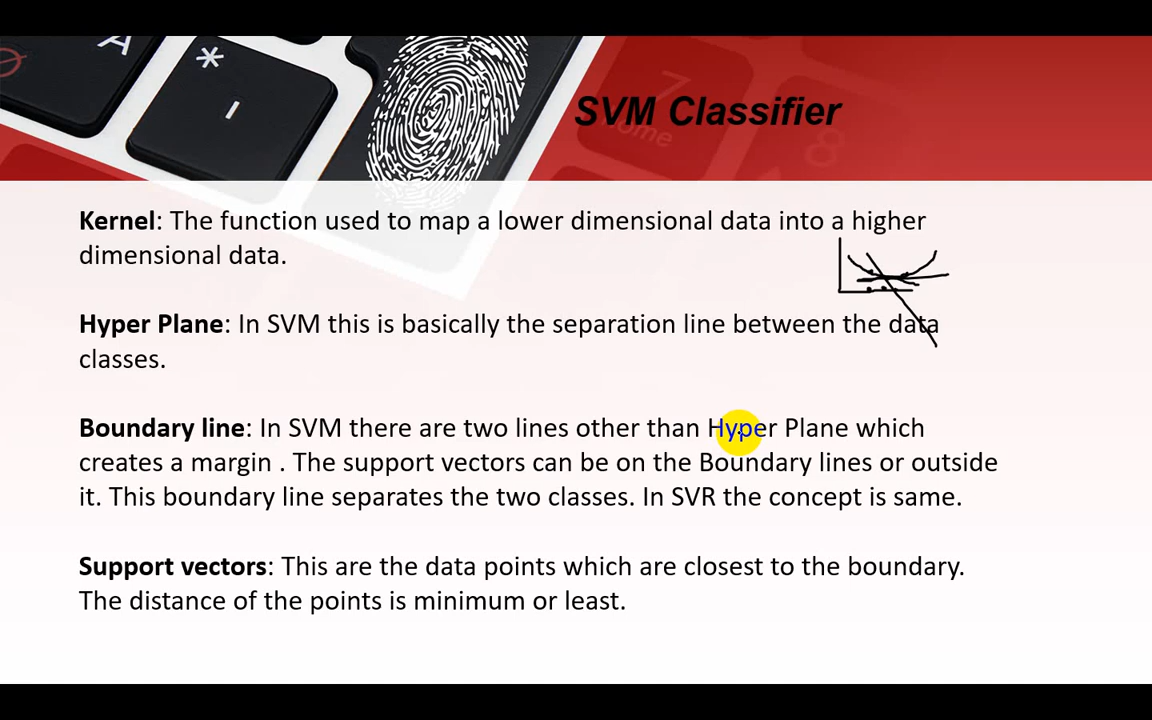 A
*
-
7
Home
8
SVM Classifier
Kernel: The function used to map a lower dimensional data into a higher
dimensional data.
Hyper Plane: In SVM this is basically the separation line between the data
classes.
Boundary line: In SVM there are two lines other than Hyper Plane which
creates a margin . The support vectors can be on the Boundary lines or outside
it. This boundary line separates the two classes. In SVR the concept is same.
Support vectors: This are the data points which are closest to the boundary.
The distance of the points is minimum or least.